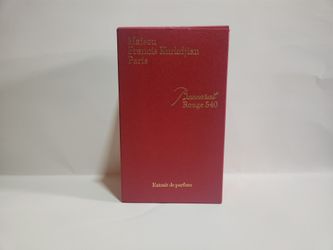 Maison
Francis Kurkdjian
Paris
Baccarat
Rouge 540
Extrait de parfum